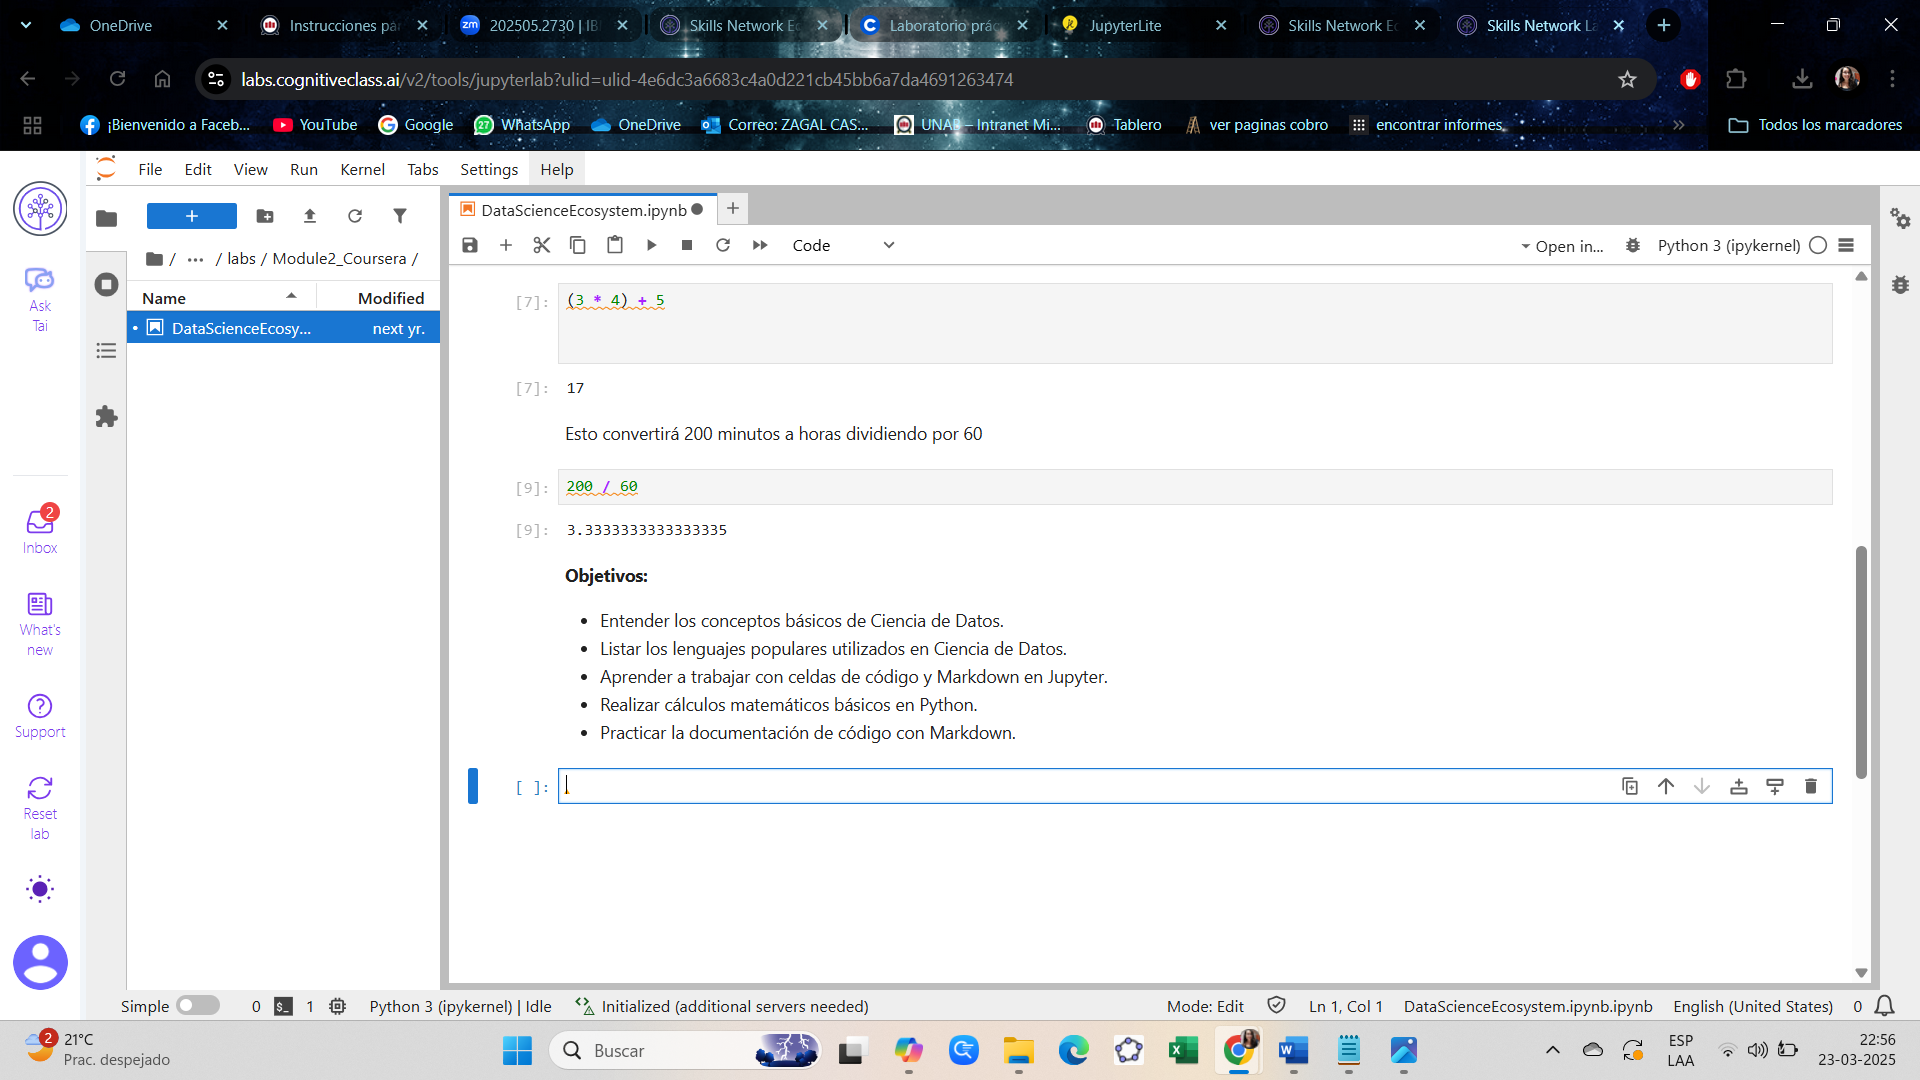 OneDrive
Instrucciones par
zm 202505.2730 | IB
Skills Network Ec
C Laboratorio prác
JupyterLite
Skills Network Ec
Skills Network La
labs.cognitiveclass.ai/v2/tools/jupyterlab?ulid=ulid-4e6dc3a6683c4a0d221cb45bb6a7da4691263474
¡Bienvenido a Faceb...
YouTube
Google
27 WhatsApp
OneDrive
Correo: ZAGAL CAS:...
UNAB – Intranet Mi...
Tablero
ver paginas cobro
encontrar informes
Todos los marcadores
File Edit View Run Kernel Tabs Settings Help
Ask
Tai
2
Inbox
What's
new
Support
Reset
lab
/ ... / labs / Module2_Coursera /
Name Modified
DataScienceEcosy... next yr.
DataScienceEcosystem.ipynb
Code
Open in...
Python 3 (ipykernel)
[7]: (3 * 4) + 5
[7]: 17
Esto convertirá 200 minutos a horas dividiendo por 60
[9]: 200 / 60
[9]: 3.3333333333333335
Objetivos:
• Entender los conceptos básicos de Ciencia de Datos.
• Listar los lenguajes populares utilizados en Ciencia de Datos.
• Aprender a trabajar con celdas de código y Markdown en Jupyter.
• Realizar cálculos matemáticos básicos en Python.
• Practicar la documentación de código con Markdown.
[ ]:
Simple 0 1 Python 3 (ipykernel) | Idle Initialized (additional servers needed) Mode: Edit Ln 1, Col 1 DataScienceEcosystem.ipynb.ipynb English (United States) 0
2
21°C
Prac. despejado
Buscar
ESP
LAA
22:56
23-03-2025